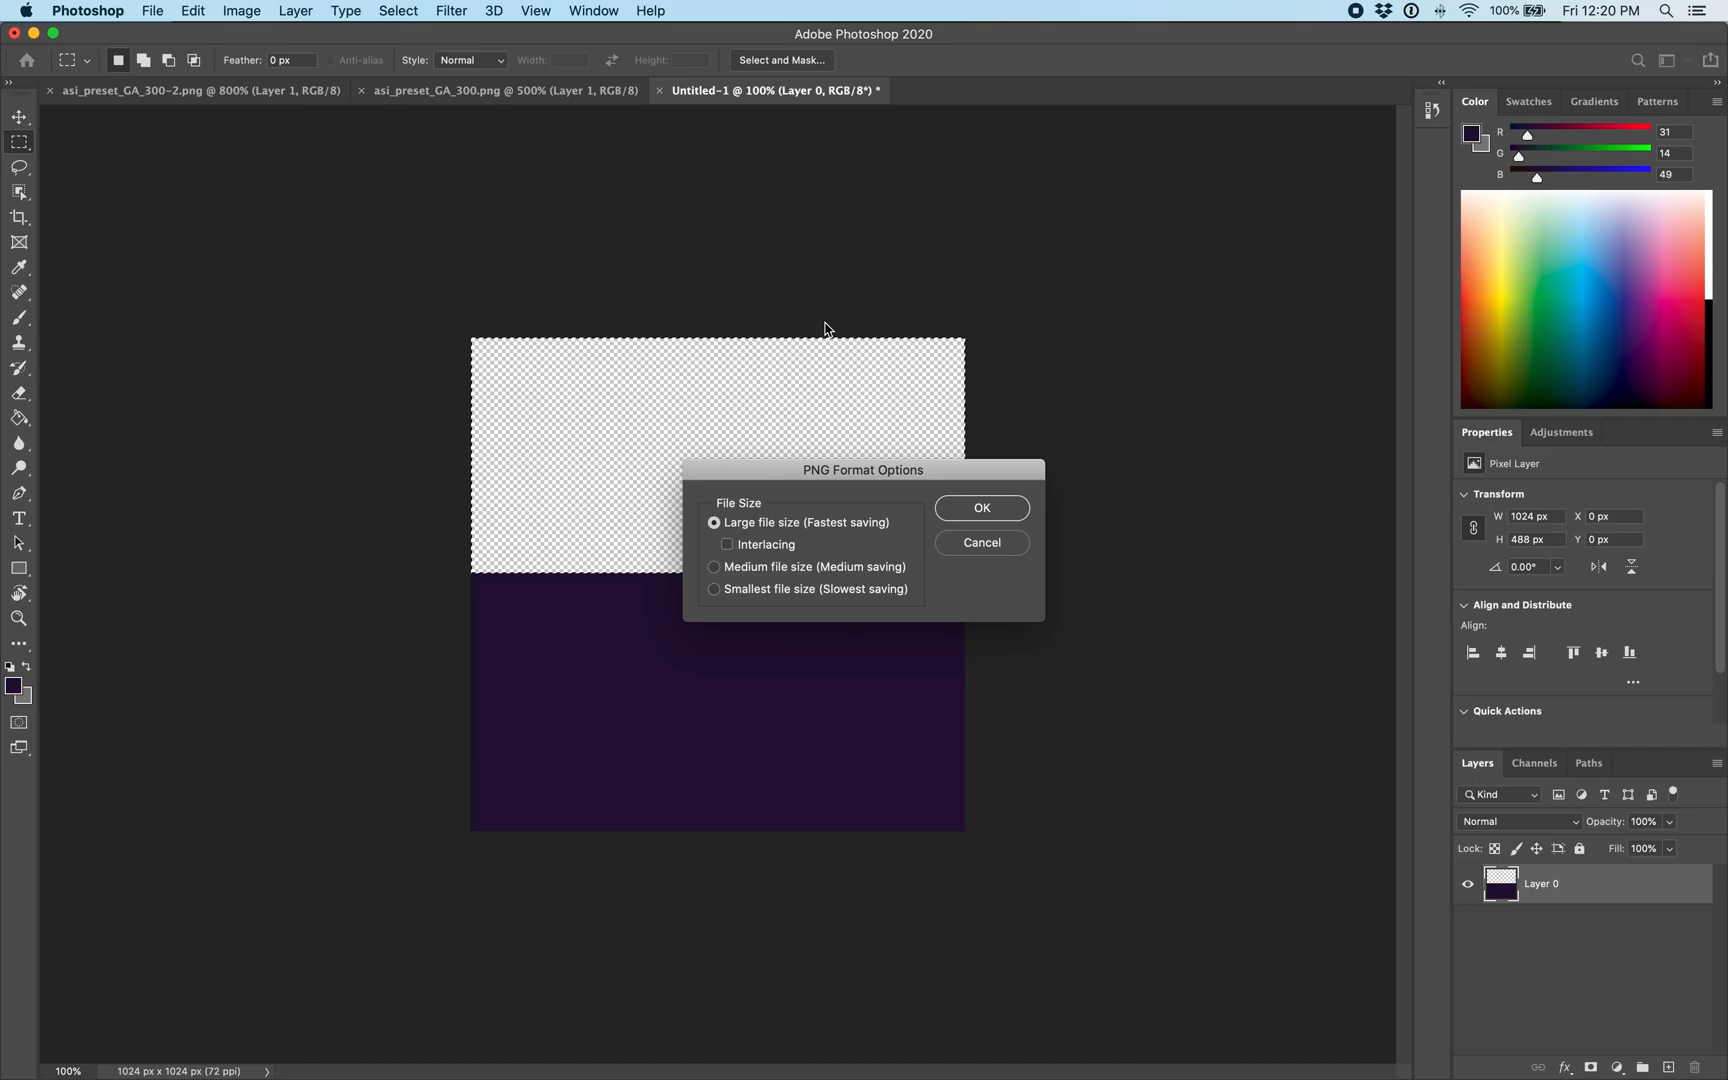 Photoshop File Edit Image Layer Type Select Filter 3D View Window Help 100% Fri 12:20 PM
Adobe Photoshop 2020
Feather: 0 px Anti-alias Style: Normal Width: Height: Select and Mask...
asi_preset_GA_300-2.png @ 800% (Layer 1, RGB/8) asi_preset_GA_300.png @ 500% (Layer 1, RGB/8) Untitled-1 @ 100% (Layer 0, RGB/8*) *
Color Swatches Gradients Patterns
R 31
G 14
B 49
Properties Adjustments
Pixel Layer
Transform
W 1024 px X 0 px
H 488 px Y 0 px
0.00°
Align and Distribute
Align:
Quick Actions
PNG Format Options
File Size
Large file size (Fastest saving)
Interlacing
Medium file size (Medium saving)
Smallest file size (Slowest saving)
OK
Cancel
Layers Channels Paths
Kind
Normal Opacity: 100%
Lock: Fill: 100%
Layer 0
100% 1024 px x 1024 px (72 ppi)